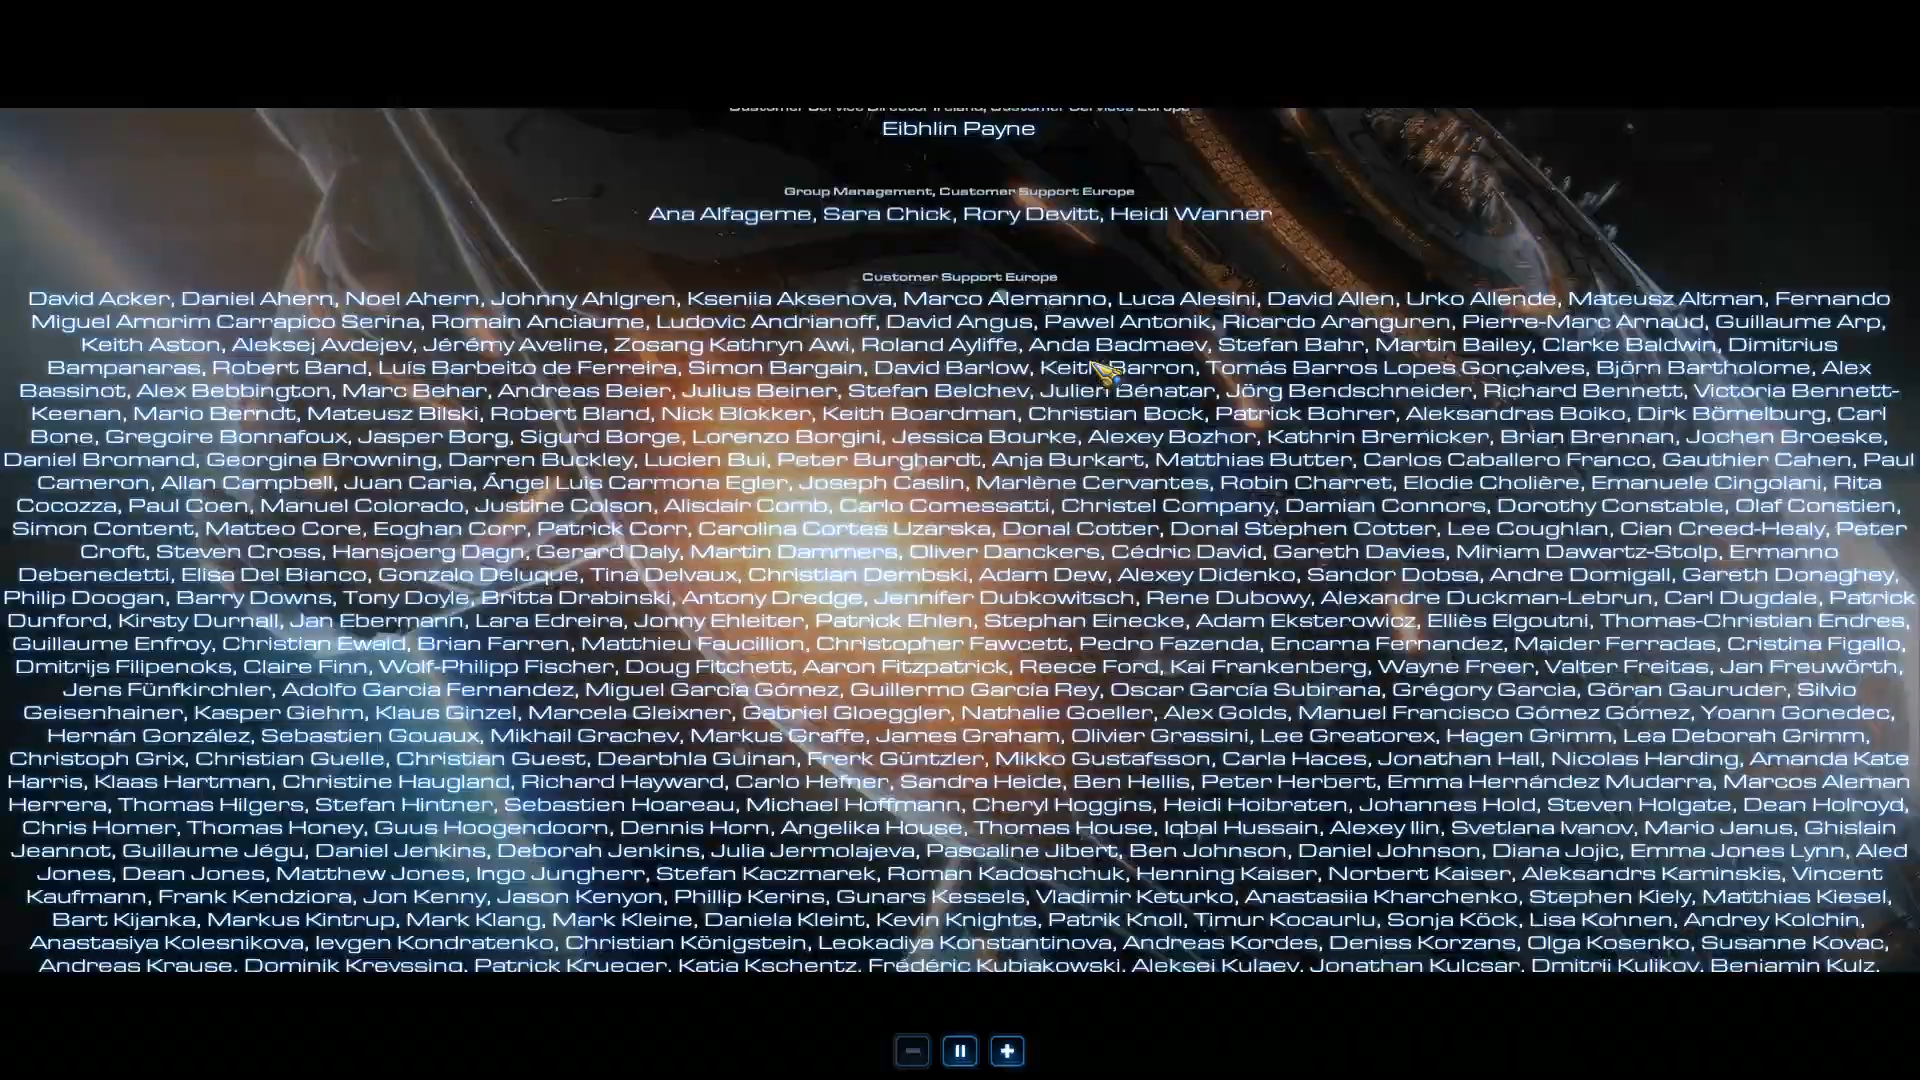 Customer Service Director Ireland, Customer Services Europe
Eibhlin Payne
Group Management, Customer Support Europe
Ana Alfageme, Sara Chick, Rory Devitt, Heidi Wanner
Customer Support Europe
David Acker, Daniel Ahern, Noel Ahern, Johnny Ahlgren, Kseniia Aksenova, Marco Alemanno, Luca Alesini, David Allen, Urko Allende, Mateusz Altman, Fernando
Miguel Amorim Carrapico Serina, Romain Anciaume, Ludovic Andrianoff, David Angus, Pawel Antonik, Ricardo Aranguren, Pierre-Marc Arnaud, Guillaume Arp,
Keith Aston, Aleksej Avdejev, Jérémy Aveline, Zosang Kathryn Awi, Roland Ayliffe, Anda Badmaev, Stefan Bahr, Martin Bailey, Clarke Baldwin, Dimitrius
Bampanaras, Robert Band, Luís Barbeito de Ferreira, Simon Bargain, David Barlow, Keith Barron, Tomás Barros Lopes Gonçalves, Björn Bartholome, Alex
Bassinot, Alex Bebbington, Marc Behar, Andreas Beier, Julius Beiner, Stefan Belchev, Julien Bénatar, Jörg Bendschneider, Richard Bennett, Victoria Bennett-
Keenan, Mario Berndt, Mateusz Bilski, Robert Bland, Nick Blokker, Keith Boardman, Christian Bock, Patrick Bohrer, Aleksandras Boiko, Dirk Bömelburg, Carl
Bone, Gregoire Bonnafoux, Jasper Borg, Sigurd Borge, Lorenzo Borgini, Jessica Bourke, Alexey Bozhor, Kathrin Bremicker, Brian Brennan, Jochen Broeske,
Daniel Bromand, Georgina Browning, Darren Buckley, Lucien Bui, Peter Burghardt, Anja Burkart, Matthias Butter, Carlos Caballero Franco, Gauthier Cahen, Paul
Cameron, Allan Campbell, Juan Caria, Ángel Luis Carmona Egler, Joseph Caslin, Marlène Cervantes, Robin Charret, Elodie Cholière, Emanuele Cingolani, Rita
Cocozza, Paul Coen, Manuel Colorado, Justine Colson, Alisdair Comb, Carlo Comessatti, Christel Company, Damian Connors, Dorothy Constable, Olaf Constien,
Simon Content, Matteo Core, Eoghan Corr, Patrick Corr, Carolina Cortes Uzarska, Donal Cotter, Donal Stephen Cotter, Lee Coughlan, Cian Creed-Healy, Peter
Croft, Steven Cross, Hansjoerg Dagn, Gerard Daly, Martin Dammers, Oliver Danckers, Cédric David, Gareth Davies, Miriam Dawartz-Stolp, Ermanno
Debenedetti, Elisa Del Bianco, Gonzalo Deluque, Tina Delvaux, Christian Dembski, Adam Dew, Alexey Didenko, Sandor Dobsa, Andre Domigall, Gareth Donaghey,
Philip Doogan, Barry Downs, Tony Doyle, Britta Drabinski, Antony Dredge, Jennifer Dubkowitsch, Rene Dubowy, Alexandre Duckman-Lebrun, Carl Dugdale, Patrick
Dunford, Kirsty Durnall, Jan Ebermann, Lara Edreira, Jonny Ehleiter, Patrick Ehlen, Stephan Einecke, Adam Eksterowicz, Elliès Elgoutni, Thomas-Christian Endres,
Guillaume Enfroy, Christian Ewald, Brian Farren, Matthieu Faucillion, Christopher Fawcett, Pedro Fazenda, Encarna Fernandez, Maider Ferradas, Cristina Figallo,
Dmitrijs Filipenoks, Claire Finn, Wolf-Philipp Fischer, Doug Fitchett, Aaron Fitzpatrick, Reece Ford, Kai Frankenberg, Wayne Freer, Valter Freitas, Jan Freuwörth,
Jens Fünfkirchler, Adolfo Garcia Fernandez, Miguel García Gómez, Guillermo García Rey, Oscar García Subirana, Grégory Garcia, Göran Gauruder, Silvio
Geisenhainer, Kasper Giehm, Klaus Ginzel, Marcela Gleixner, Gabriel Gloeggler, Nathalie Goeller, Alex Golds, Manuel Francisco Gómez Gómez, Yoann Gonedec,
Hernán González, Sebastien Gouaux, Mikhail Grachev, Markus Graffe, James Graham, Olivier Grassini, Lee Greatorex, Hagen Grimm, Lea Deborah Grimm,
Christoph Grix, Christian Guelle, Christian Guest, Dearbhla Guinan, Frerk Güntzler, Mikko Gustafsson, Carla Haces, Jonathan Hall, Nicolas Harding, Amanda Kate
Harris, Klaas Hartman, Christine Haugland, Richard Hayward, Carlo Hefner, Sandra Heide, Ben Hellis, Peter Herbert, Emma Hernández Mudarra, Marcos Aleman
Herrera, Thomas Hilgers, Stefan Hintner, Sebastien Hoareau, Michael Hoffmann, Cheryl Hoggins, Heidi Hoibraten, Johannes Hold, Steven Holgate, Dean Holroyd,
Chris Homer, Thomas Honey, Guus Hoogendoorn, Dennis Horn, Angelika House, Thomas House, Iqbal Hussain, Alexey Ilin, Svetlana Ivanov, Mario Janus, Ghislain
Jeannot, Guillaume Jégu, Daniel Jenkins, Deborah Jenkins, Julia Jermolajeva, Pascaline Jibert, Ben Johnson, Daniel Johnson, Diana Jojic, Emma Jones Lynn, Aled
Jones, Dean Jones, Matthew Jones, Ingo Jungherr, Stefan Kaczmarek, Roman Kadoshchuk, Henning Kaiser, Norbert Kaiser, Aleksandrs Kaminskis, Vincent
Kaufmann, Frank Kendziora, Jon Kenny, Jason Kenyon, Phillip Kerins, Gunars Kessels, Vladimir Keturko, Anastasiia Kharchenko, Stephen Kiely, Matthias Kiesel,
Bart Kijanka, Markus Kintrup, Mark Klang, Mark Kleine, Daniela Kleint, Kevin Knights, Patrik Knoll, Timur Kocaurlu, Sonja Köck, Lisa Kohnen, Andrey Kolchin,
Anastasiya Kolesnikova, Ievgen Kondratenko, Christian Königstein, Leokadiya Konstantinova, Andreas Kordes, Deniss Korzans, Olga Kosenko, Susanne Kovac,
Andreas Krause, Dominik Kreyssing, Patrick Krueger, Katja Kschentz, Frédéric Kubiakowski, Aleksei Kulaev, Jonathan Kulcsar, Dmitrii Kulikov, Benjamin Kulz,